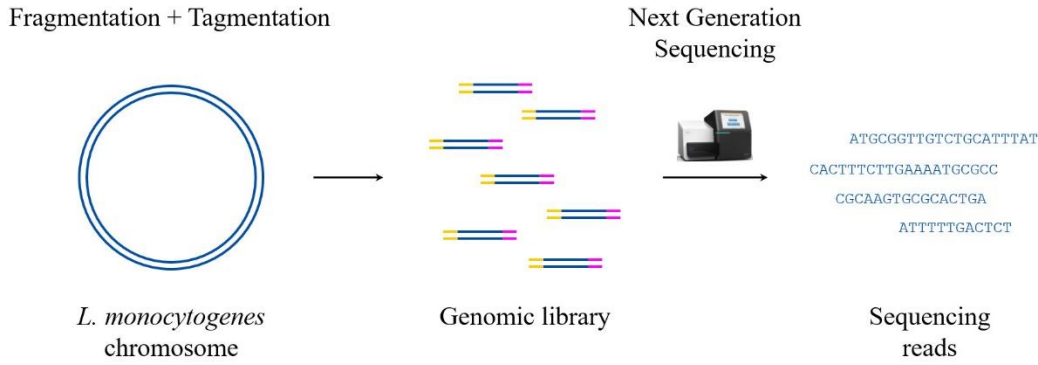 Fragmentation + Tagmentation
Next Generation
Sequencing
ATGCGGTTGTCTGCATTTAT
CACTTTCTTGAAAATGCGCC
CGCAAGTGCGCACTGA
ATTTTTGACTCT
L. monocytogenes
chromosome
Genomic library
Sequencing
reads